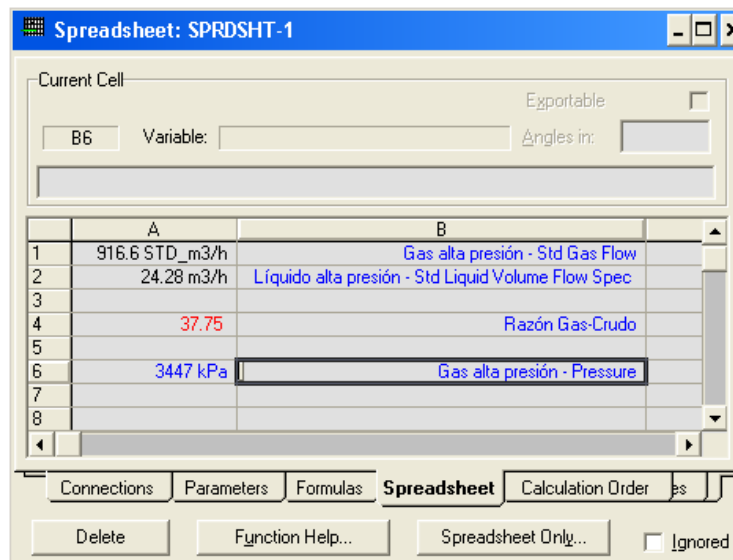 Spreadsheet: SPRDSHT-1
Current Cell
Exportable
B6 Variable: Angles in:
A B
1 916.6 STD_m3/h Gas alta presión - Std Gas Flow
2 24.28 m3/h Líquido alta presión - Std Liquid Volume Flow Spec
3
4 37.75 Razón Gas-Crudo
5
6 3447 kPa Gas alta presión - Pressure
7
8
Connections Parameters Formulas Spreadsheet Calculation Order es
Delete Function Help... Spreadsheet Only... Ignored